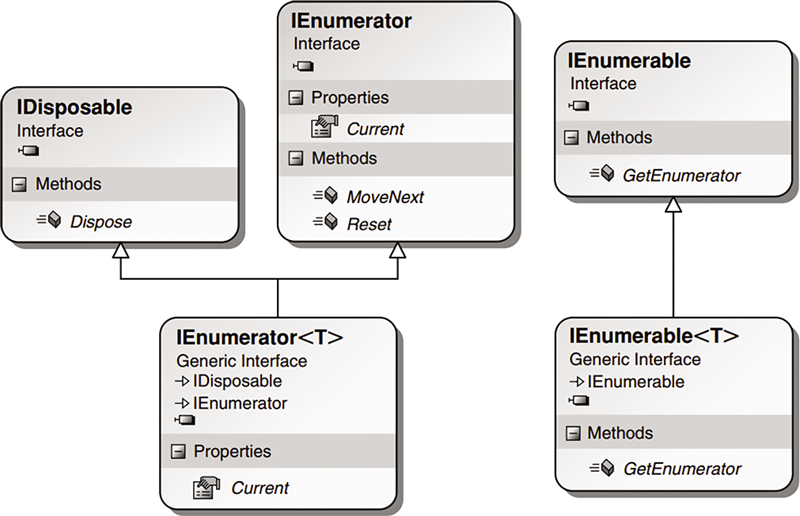 IDisposable
Interface
Methods
Dispose
IEnumerator
Interface
Properties
Current
Methods
MoveNext
Reset
IEnumerable
Interface
Methods
GetEnumerator
IEnumerator<T>
Generic Interface
IDisposable
IEnumerator
Properties
Current
IEnumerable<T>
Generic Interface
IEnumerable
Methods
GetEnumerator